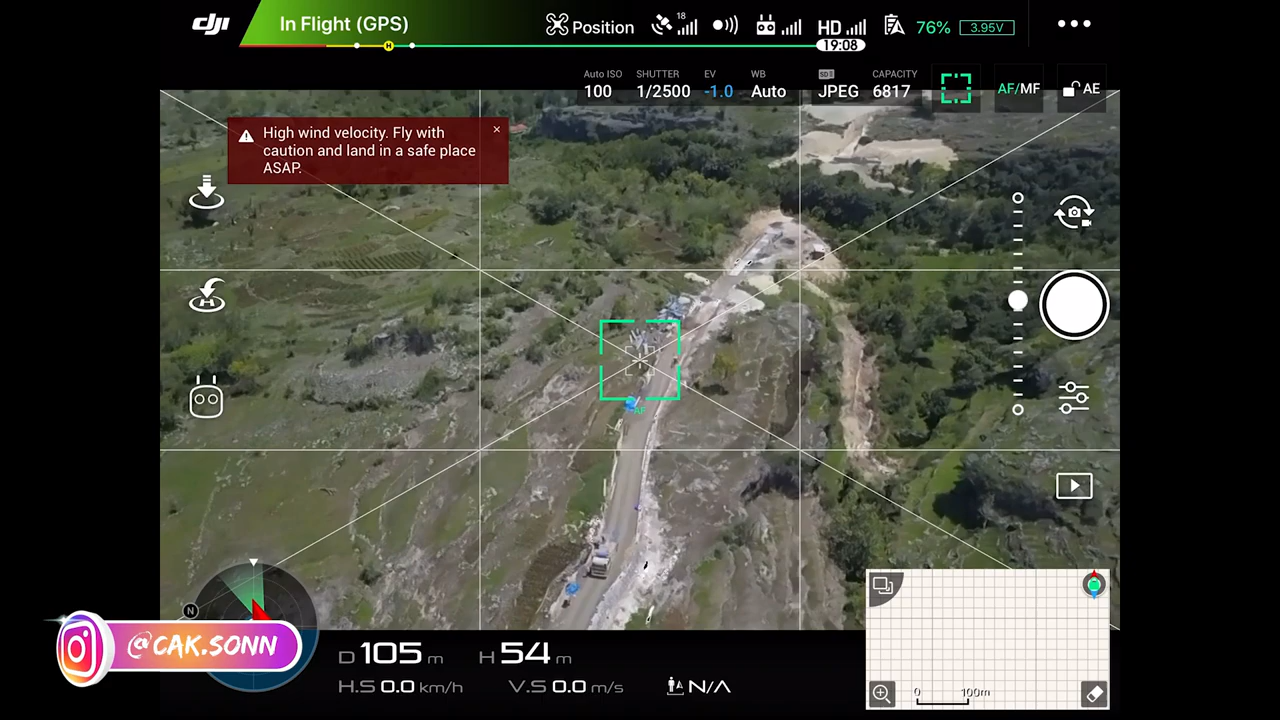 dji
In Flight (GPS)
Position
18
HD
76%
3.95V
H
19:08
Auto ISO
100
SHUTTER
1/2500
EV
-1.0
WB
Auto
SD
JPEG
CAPACITY
6817
AF/MF
AE
High wind velocity. Fly with
caution and land in a safe place
ASAP.
H
AF
N
@CAK.SONN
D 105 m
H 54 m
H.S 0.0 km/h
V.S 0.0 m/s
N/A
0
100m